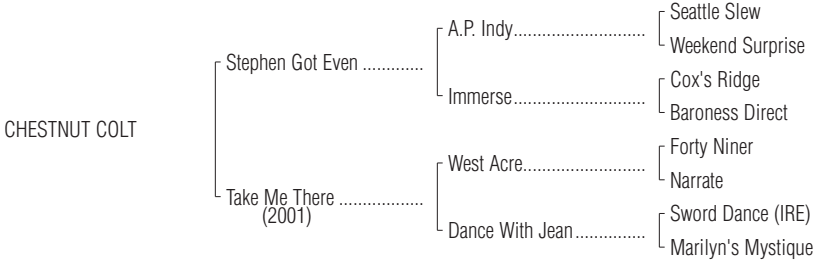 Seattle Slew
A.P. Indy..............................
Weekend Surprise
Stephen Got Even .............
Cox's Ridge
Immerse..............................
Baroness Direct
CHESTNUT COLT
Forty Niner
West Acre...........................
Narrate
Take Me There ..................
(2001)
Sword Dance (IRE)
Dance With Jean................
Marilyn's Mystique